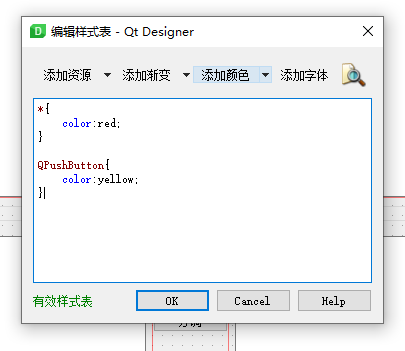 编辑样式表 - Qt Designer
添加资源 添加渐变 添加颜色 添加字体
*{
color:red;
}
QPushButton{
color:yellow;
}
有效样式表 OK Cancel Help